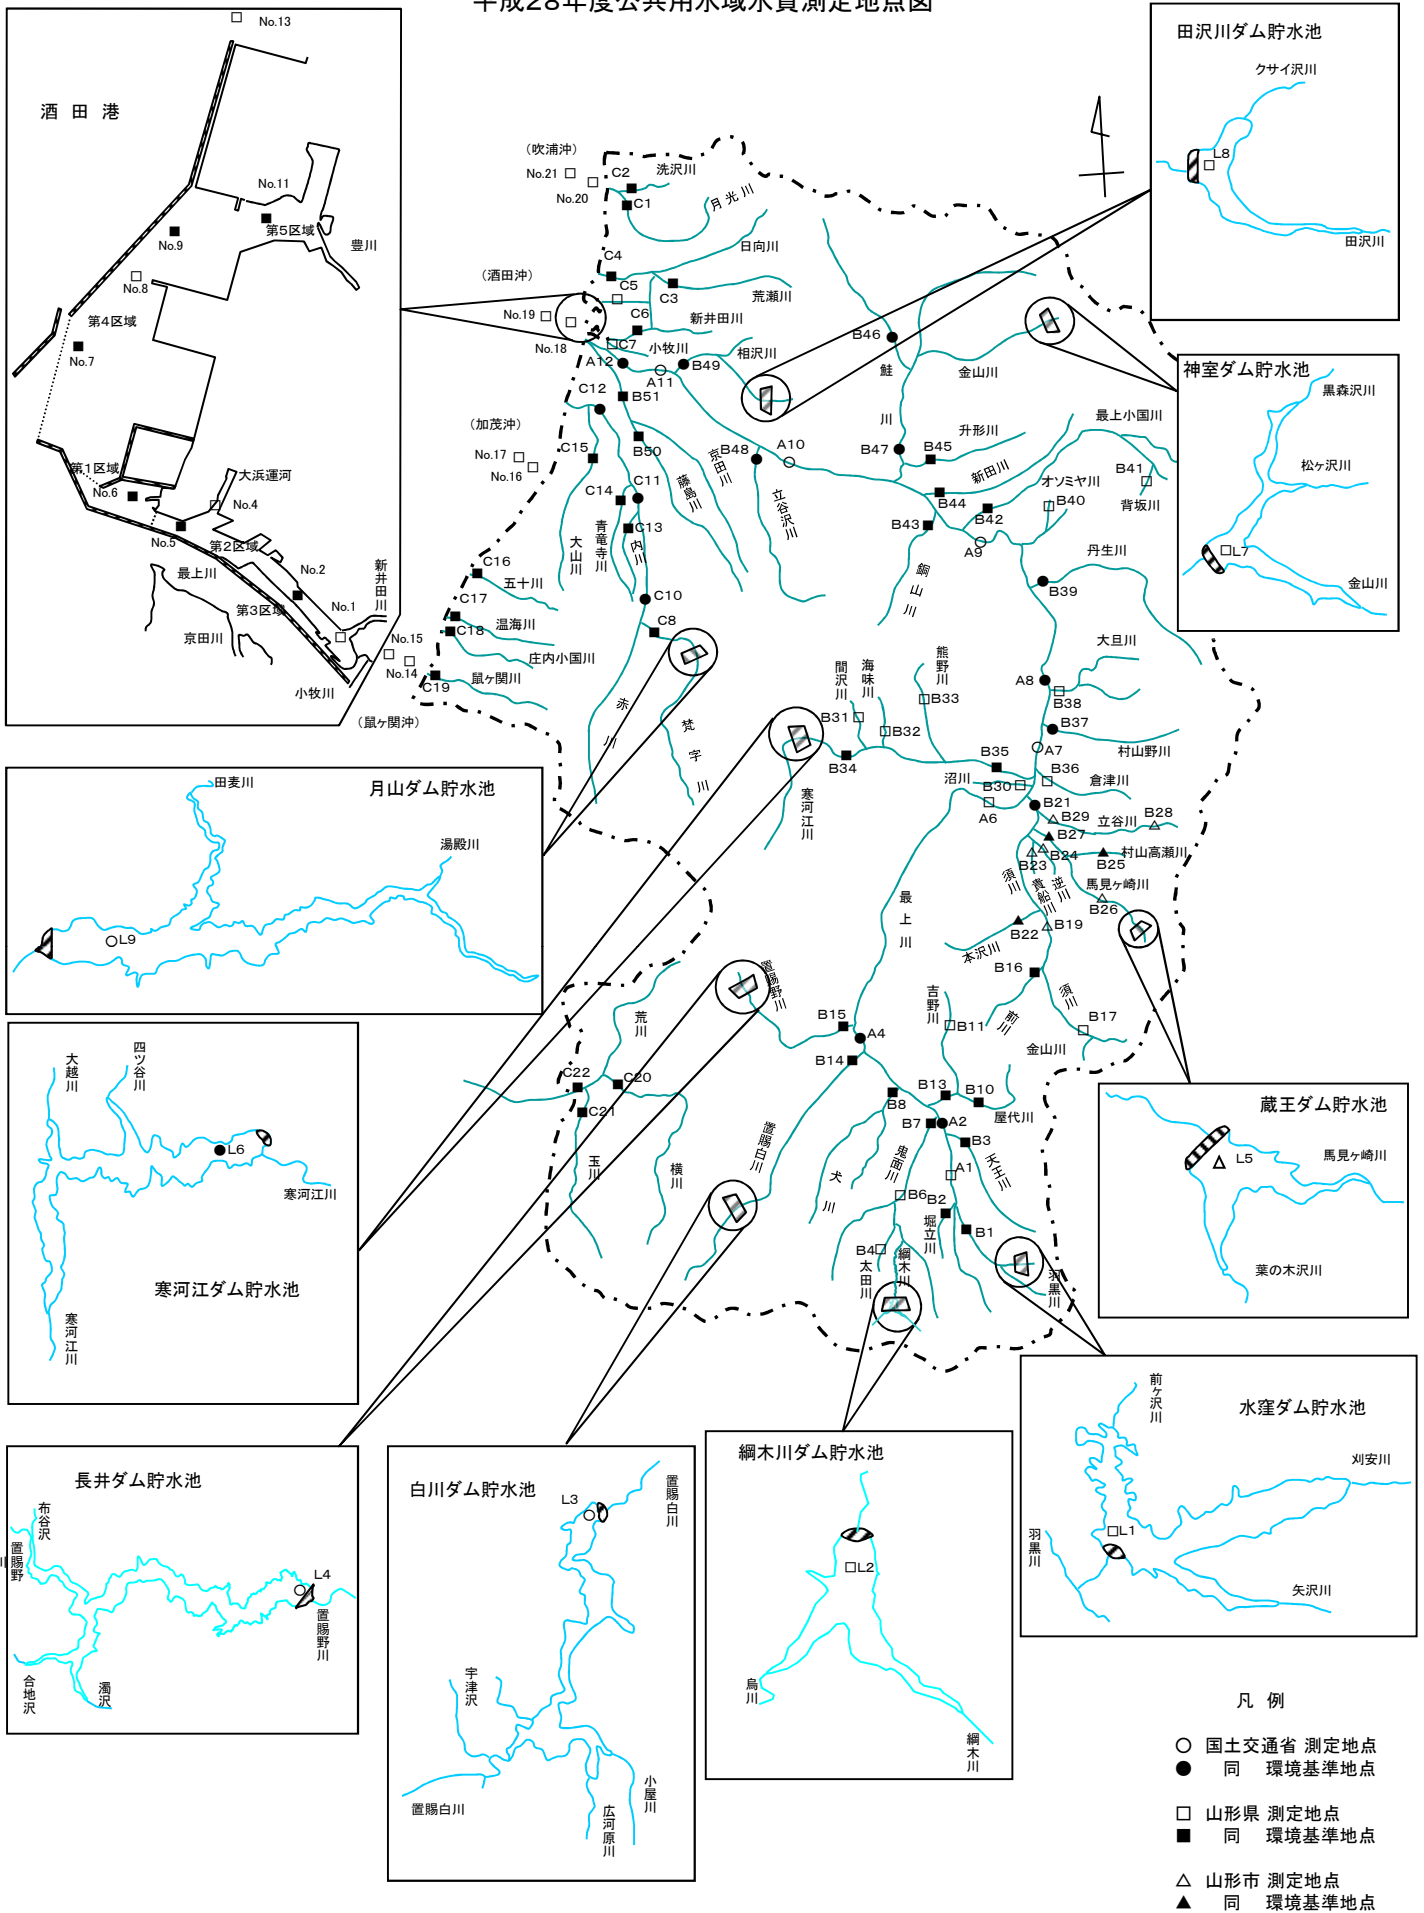 平成28年度公共用水域水質測定地点図
No.13
酒田港
No.11
No.9
第5区域
豊川
No.8
第4区域
No.7
第1区域
大浜運河
No.6
No.4
No.5
第2区域
最上川
No.2
新井田川
第3区域
No.1
京田川
小牧川
No.15
No.14
(鼠ヶ関沖)
(吹浦沖)
No.21
No.20
C2
洗沢川
C1
月光川
日向川
C4
(酒田沖)
C5
C3
荒瀬川
No.19
C6
新井田川
No.18
C7
小牧川
相沢川
A12
A11
B49
C12
B51
(加茂沖)
No.17
No.16
C15
B50
B48
A10
京田川
藤島川
立谷沢川
C14
C11
C13
青竜寺川
内川
大山川
C16
五十川
C10
C17
温海川
C8
C18
庄内小国川
C19
鼠ヶ関川
赤川
梵字川
B46
鮭川
金山川
B47
B45
升形川
最上小国川
新田川
B41
オソミヤ川
B44
B40
背坂川
B43
B42
A9
丹生川
銅山川
B39
大旦川
A8
B38
B37
村山野川
A7
間沢川
海味川
熊野川
B33
B31
B32
B34
B35
沼川
B30
B36
倉津川
A6
B21
寒河江川
B29
B28
立谷川
B27
B24
B23
B25
村山高瀬川
須川
貴船川
逆川
馬見ヶ崎川
B26
B22
B19
本沢川
最上川
B16
須川
前川
B17
金山川
吉野川
B11
置賜野川
B15
A4
B14
荒川
C22
C20
C21
玉川
横川
置賜白川
B8
B13
B10
屋代川
B7
A2
B3
鬼面川
天王川
A1
犬川
B6
B2
堀立川
B1
B4
太田川
綱木川
羽黒川
田沢川ダム貯水池
クサイ沢川
L8
田沢川
神室ダム貯水池
黒森沢川
松ヶ沢川
L7
金山川
月山ダム貯水池
田麦川
湯殿川
L9
大越川
四ツ谷川
L6
寒河江川
寒河江ダム貯水池
寒河江川
蔵王ダム貯水池
L5
馬見ヶ崎川
葉の木沢川
長井ダム貯水池
布谷沢
置賜野川
L4
置賜野川
合地沢
濁沢
白川ダム貯水池
L3
置賜白川
宇津沢
置賜白川
小屋川
広河原川
綱木川ダム貯水池
L2
烏川
綱木川
水窪ダム貯水池
前ヶ沢川
刈安川
羽黒川
L1
矢沢川
凡例
○ 国土交通省 測定地点
● 同 環境基準地点
□ 山形県 測定地点
■ 同 環境基準地点
△ 山形市 測定地点
▲ 同 環境基準地点